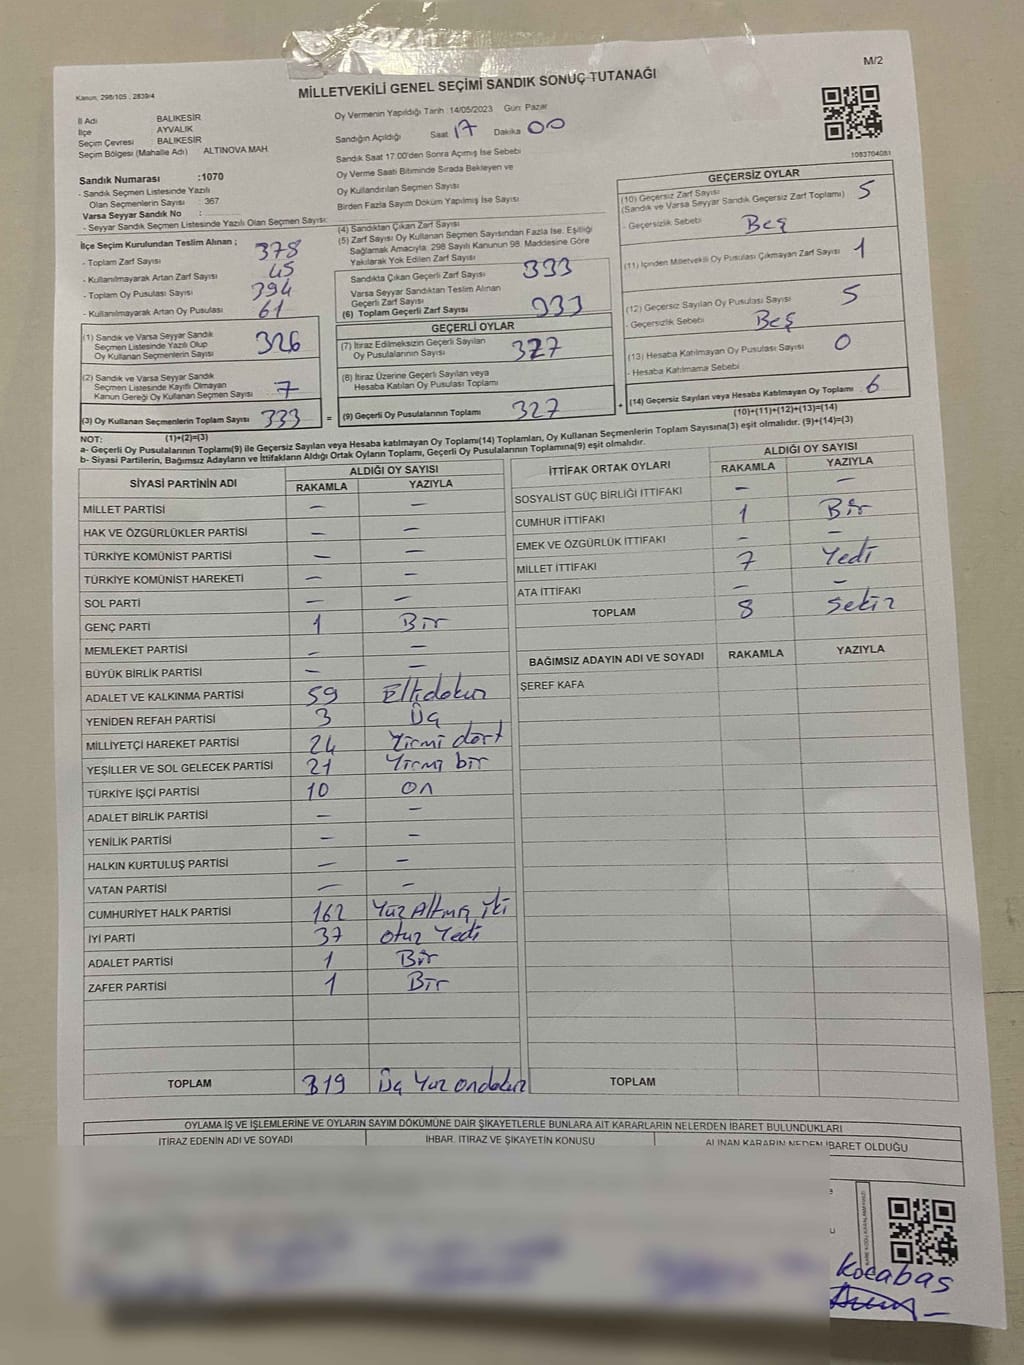 M/2
Kanun, 298/105 , 2839/4
MİLLETVEKİLİ GENEL SEÇİMİ SANDIK SONUÇ TUTANAĞI
İl Adı BALIKESİR
İlçe AYVALIK
Seçim Çevresi : BALIKESİR
Seçim Bölgesi (Mahalle Adı) ALTINOVA MAH.
Sandık Numarası :1070
- Sandık Seçmen Listesinde Yazılı
Olan Seçmenlerin Sayısı : 367
Varsa Seyyar Sandık No :
- Seyyar Sandık Seçmen Listesinde Yazılı Olan Seçmen Sayısı:
İlçe Seçim Kurulundan Teslim Alınan ;
- Toplam Zarf Sayısı 378
- Kullanılmayarak Artan Zarf Sayısı 45
- Toplam Oy Pusulası Sayısı 394
- Kullanılmayarak Artan Oy Pusulası 61
(1) Sandık ve Varsa Seyyar Sandık
Seçmen Listesinde Yazılı Olup
Oy Kullanan Seçmenlerin Sayısı 326
(2) Sandık ve Varsa Seyyar Sandık
Seçmen Listesinde Kayıtlı Olmayan
Kanun Gereği Oy Kullanan Seçmen Sayısı 7
(3) Oy Kullanan Seçmenlerin Toplam Sayısı 333 =
Oy Vermenin Yapıldığı Tarih : 14/05/2023 Gün: Pazar
Sandığın Açıldığı Saat 17 Dakika 00
Sandık Saat 17.00'den Sonra Açımış İse Sebebi
Oy Verme Saati Bitiminde Sırada Bekleyen ve
Oy Kullandırılan Seçmen Sayısı
Birden Fazla Sayım Döküm Yapılmış İse Sayısı
(4) Sandıktan Çıkan Zarf Sayısı
(5) Zarf Sayısı Oy Kullanan Seçmen Sayısından Fazla İse, Eşitliği
Sağlamak Amacıyla, 298 Sayılı Kanunun 98. Maddesine Göre
Yakılarak Yok Edilen Zarf Sayısı
Sandıkta Çıkan Geçerli Zarf Sayısı 333
Varsa Seyyar Sandıktan Teslim Alınan
Geçerli Zarf Sayısı
(6) Toplam Geçerli Zarf Sayısı 333
GEÇERLİ OYLAR
(7) İtiraz Edilmeksizin Geçerli Sayılan
Oy Pusulalarının Sayısı 327
(8) İtiraz Üzerine Geçerli Sayılan veya
Hesaba Katılan Oy Pusulası Toplamı
(9) Geçerli Oy Pusulalarının Toplamı 327 +
1093704081
GEÇERSİZ OYLAR
(10) Geçersiz Zarf Sayısı
(Sandık ve Varsa Seyyar Sandık Geçersiz Zarf Toplamı) 5
- Geçersizlik Sebebi Beş
(11) İçinden Milletvekili Oy Pusulası Çıkmayan Zarf Sayısı 1
(12) Geçersiz Sayılan Oy Pusulası Sayısı 5
- Geçersizlik Sebebi Beş
(13) Hesaba Katılmayan Oy Pusulası Sayısı 0
- Hesaba Katılmama Sebebi
(14) Geçersiz Sayılan veya Hesaba Katılmayan Oy Toplamı 6
(10)+(11)+(12)+(13)=(14)
NOT: (1)+(2)=(3)
a- Geçerli Oy Pusulalarının Toplamı(9) ile Geçersiz Sayılan veya Hesaba katılmayan Oy Toplamı(14) Toplamları, Oy Kullanan Seçmenlerin Toplam Sayısına(3) eşit olmalıdır. (9)+(14)=(3)
b- Siyasi Partilerin, Bağımsız Adayların ve İttifakların Aldığı Ortak Oyların Toplamı, Geçerli Oy Pusulalarının Toplamına(9) eşit olmalıdır.
SİYASİ PARTİNİN ADI ALDIĞI OY SAYISI
RAKAMLA YAZIYLA
MİLLET PARTİSİ – –
HAK VE ÖZGÜRLÜKLER PARTİSİ – –
TÜRKİYE KOMÜNİST PARTİSİ – –
TÜRKİYE KOMÜNİST HAREKETİ – –
SOL PARTİ – –
GENÇ PARTİ 1 Bir
MEMLEKET PARTİSİ – –
BÜYÜK BİRLİK PARTİSİ – –
ADALET VE KALKINMA PARTİSİ 59 Ellidokuz
YENİDEN REFAH PARTİSİ 3 Üç
MİLLİYETÇİ HAREKET PARTİSİ 24 Yirmi dört
YEŞİLLER VE SOL GELECEK PARTİSİ 21 Yirmi bir
TÜRKİYE İŞÇİ PARTİSİ 10 On
ADALET BİRLİK PARTİSİ – –
YENİLİK PARTİSİ – –
HALKIN KURTULUŞ PARTİSİ – –
VATAN PARTİSİ – –
CUMHURİYET HALK PARTİSİ 162 Yüz Altmış iki
İYİ PARTİ 37 otuz Yedi
ADALET PARTİSİ 1 Bir
ZAFER PARTİSİ 1 Bir
TOPLAM 319 Üç Yüz ondokuz
İTTİFAK ORTAK OYLARI ALDIĞI OY SAYISI
RAKAMLA YAZIYLA
SOSYALİST GÜÇ BİRLİĞİ İTTİFAKI – –
CUMHUR İTTİFAKI 1 Bir
EMEK VE ÖZGÜRLÜK İTTİFAKI – –
MİLLET İTTİFAKI 7 Yedi
ATA İTTİFAKI – –
TOPLAM 8 Sekiz
BAĞIMSIZ ADAYIN ADI VE SOYADI RAKAMLA YAZIYLA
ŞEREF KAFA
TOPLAM
OYLAMA İŞ VE İŞLEMLERİNE VE OYLARIN SAYIM DÖKÜMÜNE DAİR ŞİKAYETLERLE BUNLARA AİT KARARLARIN NELERDEN İBARET BULUNDUKLARI
İTİRAZ EDENİN ADI VE SOYADI İHBAR, İTİRAZ VE ŞİKAYETİN KONUSU ALINAN KARARIN NEDEN İBARET OLDUĞU
Kocabaş